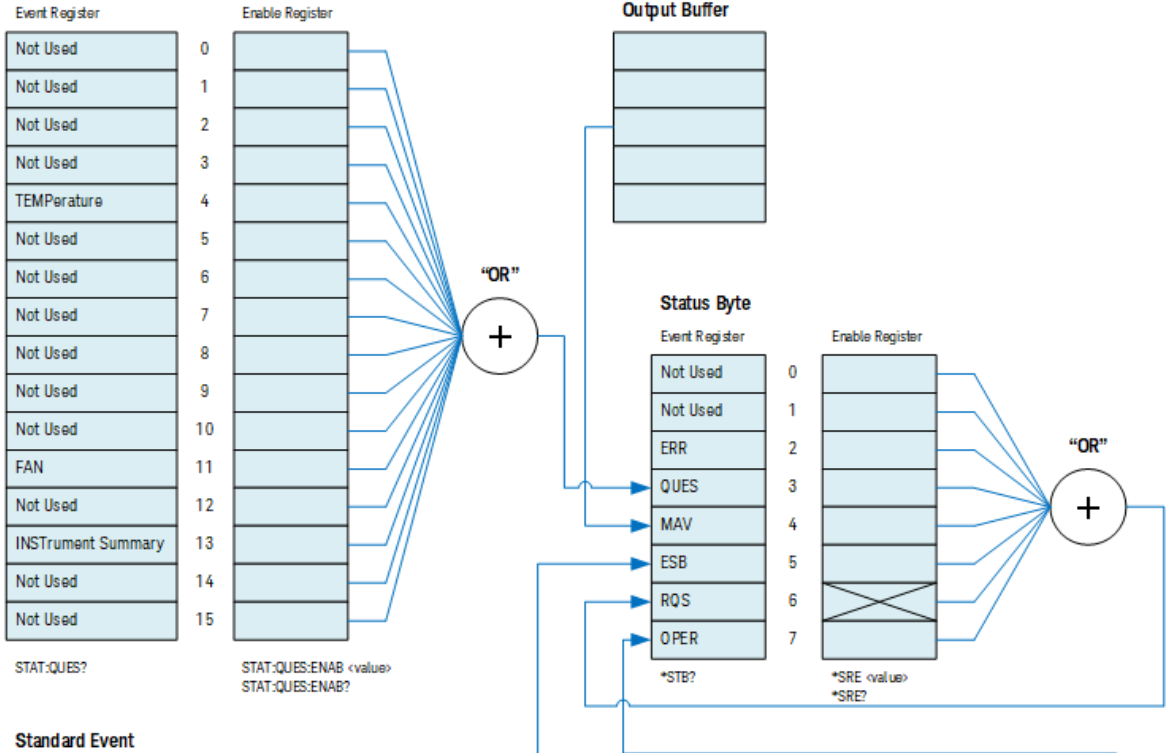 Event Register
Enable Register
Not Used 0
Not Used 1
Not Used 2
Not Used 3
TEMPerature 4
Not Used 5
Not Used 6
Not Used 7
Not Used 8
Not Used 9
Not Used 10
FAN 11
Not Used 12
INSTrument Summary 13
Not Used 14
Not Used 15
STAT:QUES?
STAT:QUES:ENAB <value>
STAT:QUES:ENAB?
"OR"
+
Output Buffer
Status Byte
Event Register
Enable Register
Not Used 0
Not Used 1
ERR 2
QUES 3
MAV 4
ESB 5
RQS 6
OPER 7
*STB?
*SRE <value>
*SRE?
"OR"
+
Standard Event